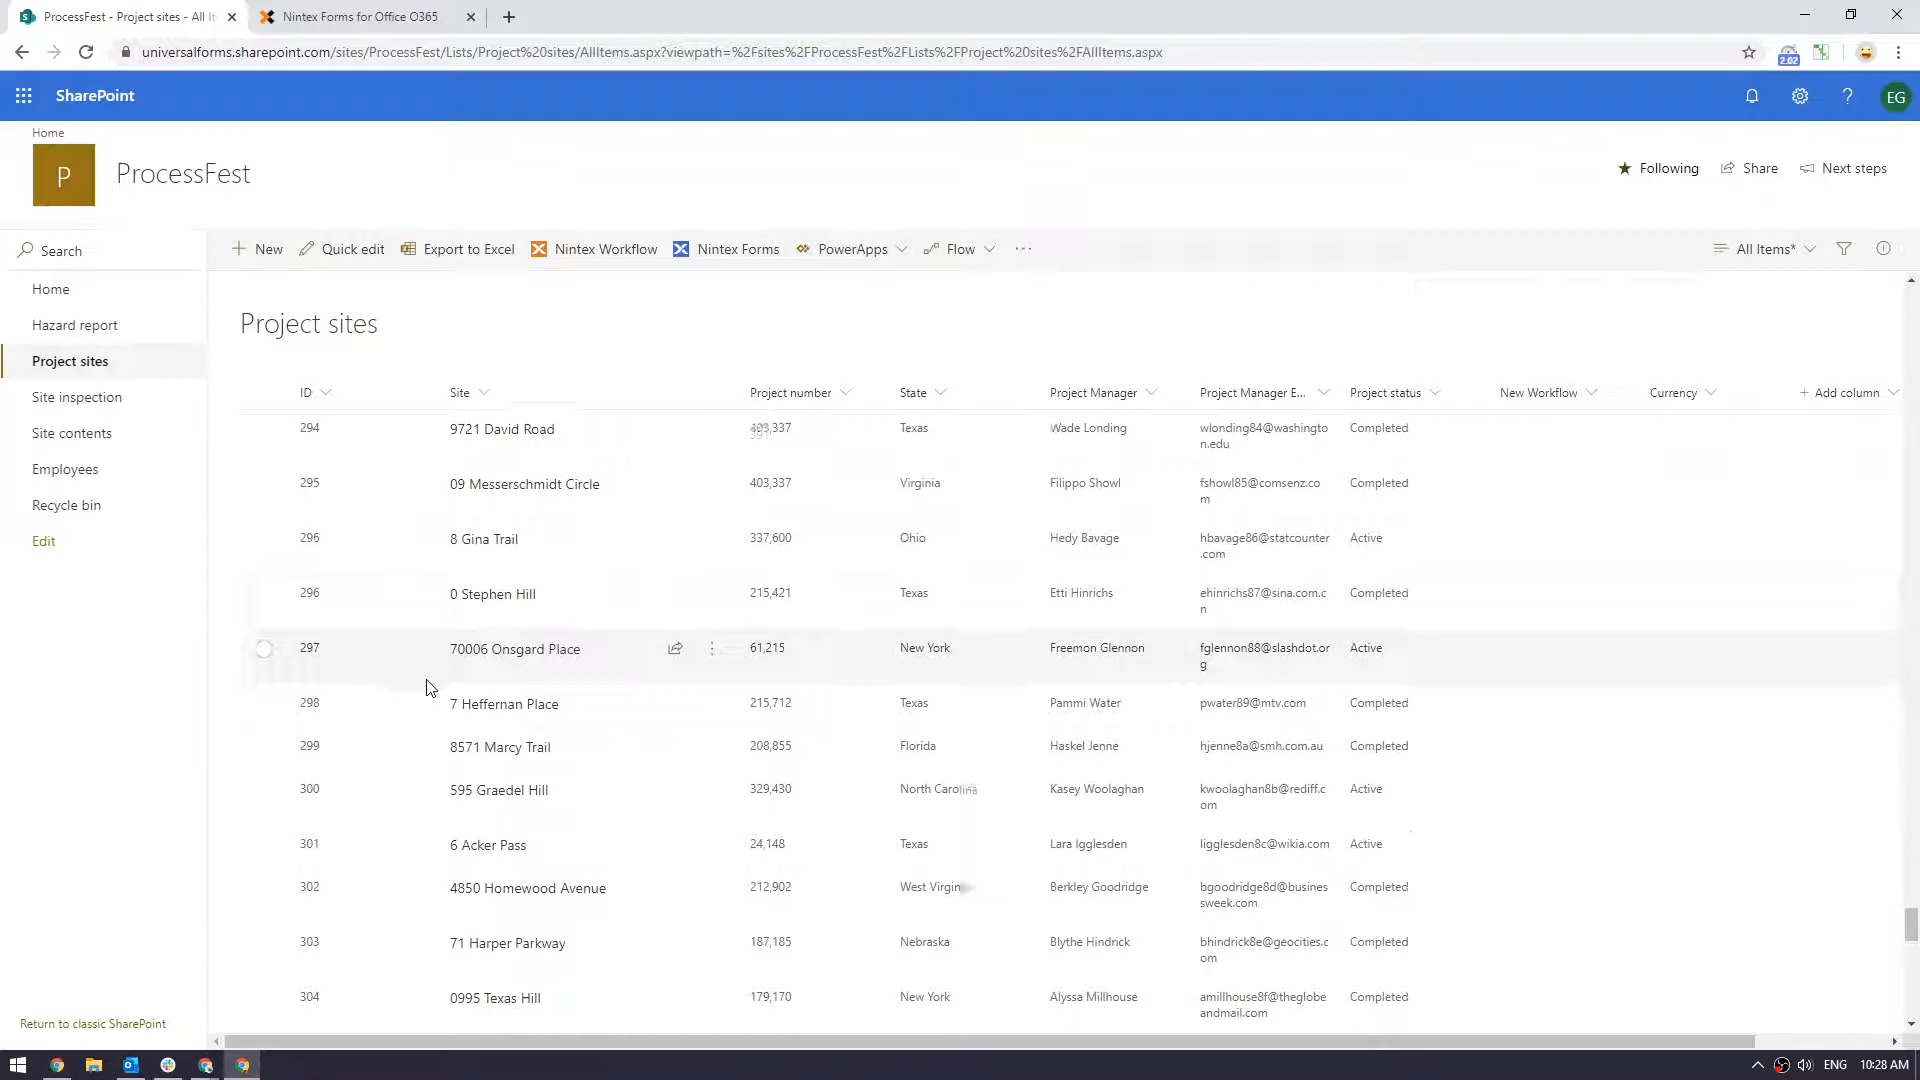 ProcessFest - Project sites - All It
Nintex Forms for Office O365
universalforms.sharepoint.com/sites/ProcessFest/Lists/Project%20sites/AllItems.aspx?viewpath=%2Fsites%2FProcessFest%2FLists%2FProject%20sites%2FAllItems.aspx
2.02
SharePoint
EG
Home
P
ProcessFest
Following
Share
Next steps
Search
New
Quick edit
Export to Excel
Nintex Workflow
Nintex Forms
PowerApps
Flow
All Items*
Home
Hazard report
Project sites
Site inspection
Site contents
Employees
Recycle bin
Edit
Return to classic SharePoint
Project sites
ID Site Project number State Project Manager Project Manager E... Project status New Workflow Currency + Add column
294 9721 David Road Texas Wade Londing wlonding84@washingto Completed
n.edu
295 09 Messerschmidt Circle 403,337 Virginia Filippo Showl fshowl85@comsenz.co Completed
m
296 8 Gina Trail 337,600 Ohio Hedy Bavage hbavage86@statcounter Active
.com
296 0 Stephen Hill 215,421 Texas Etti Hinrichs ehinrichs87@sina.com.c Completed
n
297 70006 Onsgard Place 61,215 New York Freemon Glennon fglennon88@slashdot.or Active
g
298 7 Heffernan Place 215,712 Texas Pammi Water pwater89@mtv.com Completed
299 8571 Marcy Trail 208,855 Florida Haskel Jenne hjenne8a@smh.com.au Completed
300 595 Graedel Hill 329,430 North Carolina Kasey Woolaghan kwoolaghan8b@rediff.c Active
om
301 6 Acker Pass 24,148 Texas Lara Igglesden ligglesden8c@wikia.com Active
302 4850 Homewood Avenue 212,902 West Berkley Goodridge bgoodridge8d@busines Completed
sweek.com
303 71 Harper Parkway 187,185 Nebraska Blythe Hindrick bhindrick8e@geocities.c Completed
om
304 0995 Texas Hill 179,170 New York Alyssa Millhouse amillhouse8f@theglobe Completed
andmail.com
ENG
10:28 AM